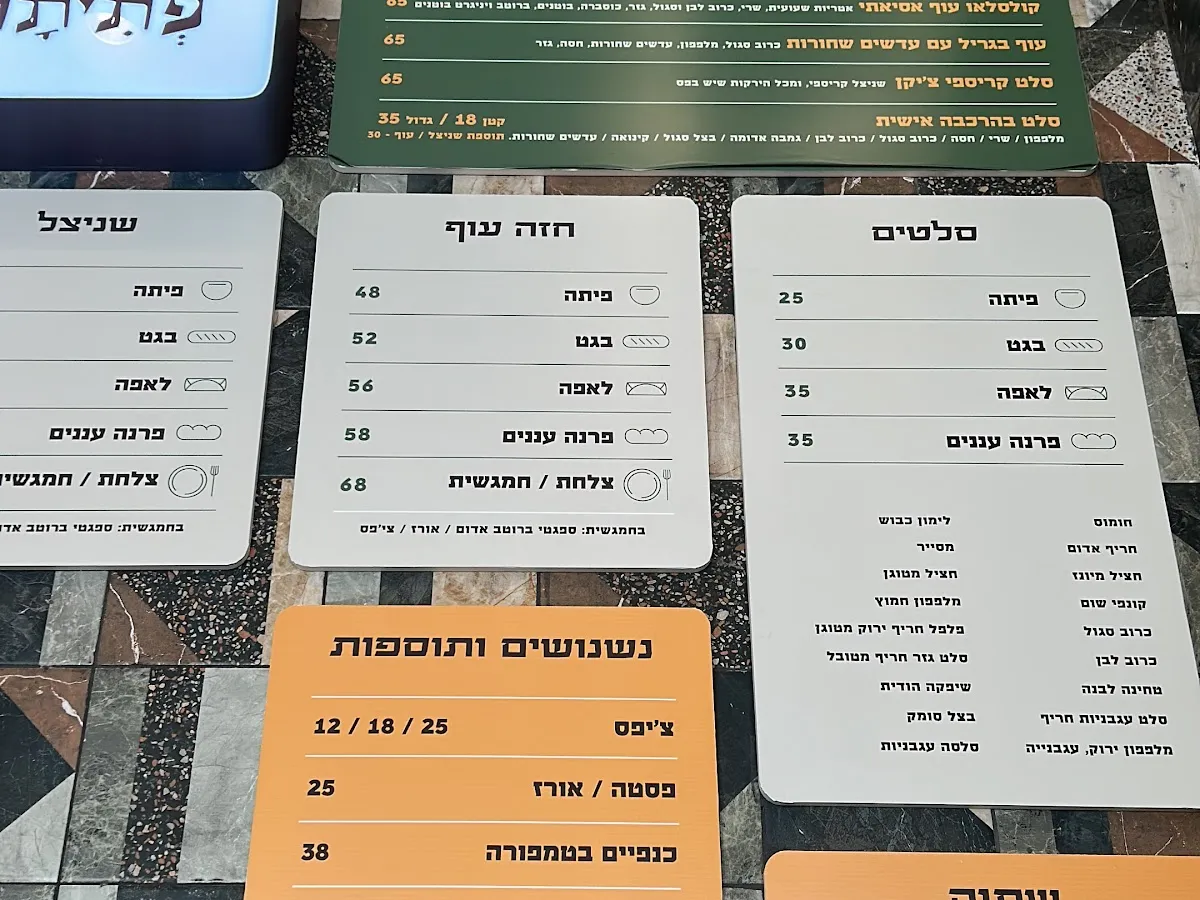 קולסלאו עוף אסיאתי אטריות שעועית, שרי, כרוב לבן וסגול, גזר, כוסברה, בוטנים, ברוטב ויניגרט בוטנים 65
עוף בגריל עם עדשים שחורות כרוב סגול, מלפפון, עדשים שחורות, חסה, גזר 65
סלט קריספי צ'יקן שניצל קריספי, ומכל הירקות שיש בפס 65
סלט בהרכבה אישית קטן 18 / גדול 35
מלפפון / שרי / חסה / כרוב סגול / כרוב לבן / גמבה אדומה / בצל סגול / קינואה / עדשים שחורות. תוספת שניצל / עוף - 30
סלטים
פיתה 25
בגט 30
לאפה 35
פרנה עננים 35
חומוס לימון כבוש
חריף אדום מסייר
חציל מיונז חציל מטוגן
קונפי שום מלפפון חמוץ
כרוב סגול פלפל חריף ירוק מטוגן
כרוב לבן סלט גזר חריף מטובל
טחינה לבנה שיפקה הודית
סלט עגבניות חריף בצל סומק
מלפפון ירוק, עגבנייה סלסה עגבניות
חזה עוף
פיתה 48
בגט 52
לאפה 56
פרנה עננים 58
צלחת / חמגשית 68
בחמגשית: ספגטי ברוטב אדום / אורז / צ'יפס
שניצל
פיתה
בגט
לאפה
פרנה עננים
צלחת / חמגשית
בחמגשית: ספגטי ברוטב
נשנושים ותוספות
צ'יפס 12 / 18 / 25
פסטה / אורז 25
כנפיים בטמפורה 38
שתיה